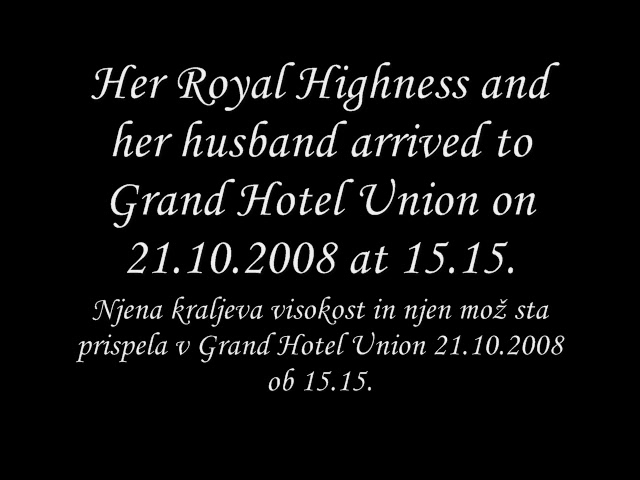 Her Royal Highness and
her husband arrived to
Grand Hotel Union on
21.10.2008 at 15.15.
Njena kraljeva visokost in njen mož sta
prispela v Grand Hotel Union 21.10.2008
ob 15.15.